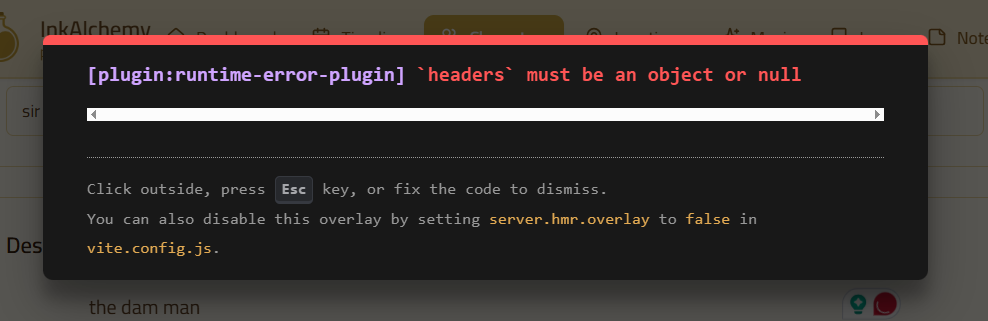 InkAlchemy
Note
[plugin:runtime-error-plugin] `headers` must be an object or null
sir
Click outside, press Esc key, or fix the code to dismiss.
You can also disable this overlay by setting server.hmr.overlay to false in
vite.config.js.
Des
the dam man